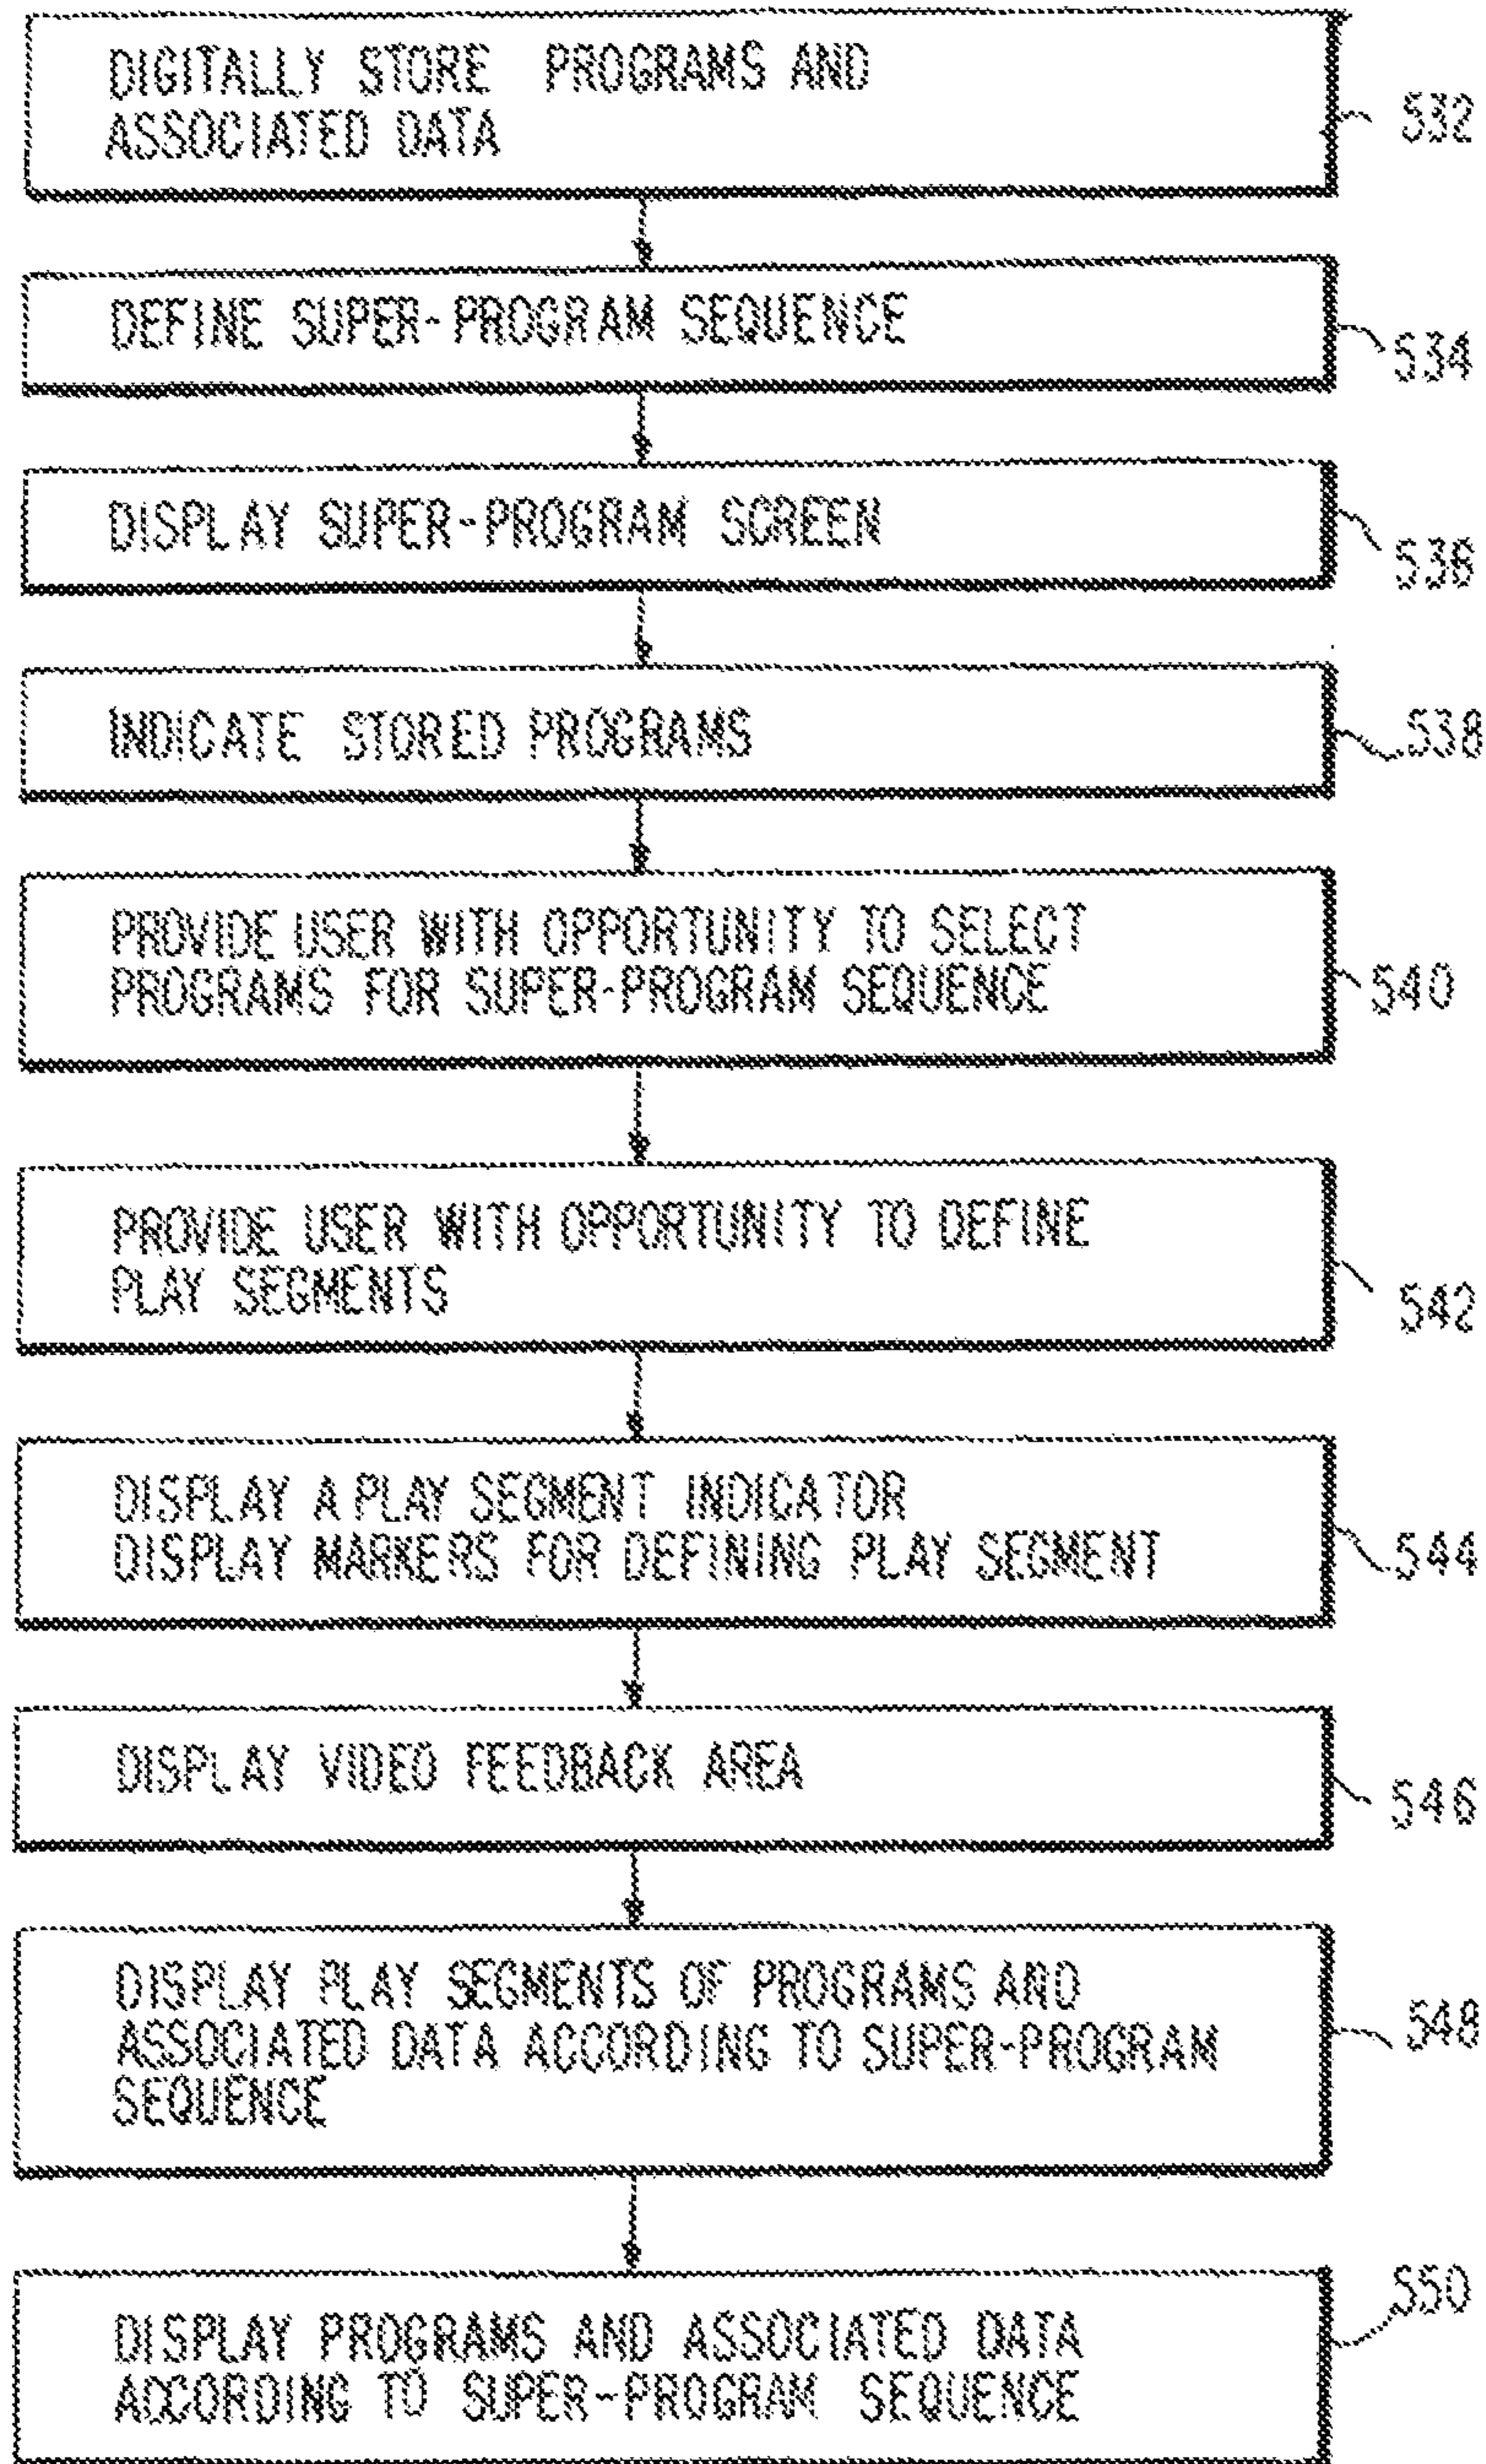 DIGITALLY STORE PROGRAMS AND
ASSOCIATED DATA
532
DEFINE SUPER-PROGRAM SEQUENCE
534
DISPLAY SUPER-PROGRAM SCREEN
536
INDICATE STORED PROGRAMS
538
PROVIDE USER WITH OPPORTUNITY TO SELECT
PROGRAMS FOR SUPER-PROGRAM SEQUENCE
540
PROVIDE USER WITH OPPORTUNITY TO DEFINE
PLAY SEGMENTS
542
DISPLAY A PLAY SEGMENT INDICATOR
DISPLAY MARKERS FOR DEFINING PLAY SEGMENT
544
DISPLAY VIDEO FEEDBACK AREA
546
DISPLAY PLAY SEGMENTS OF PROGRAMS AND
ASSOCIATED DATA ACCORDING TO SUPER-PROGRAM
SEQUENCE
548
DISPLAY PROGRAMS AND ASSOCIATED DATA
ACCORDING TO SUPER-PROGRAM SEQUENCE
550